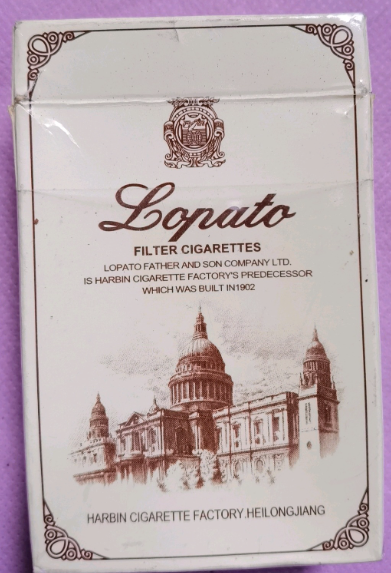 Lopato
FILTER CIGARETTES
LOPATO FATHER AND SON COMPANY LTD.
IS HARBIN CIGARETTE FACTORY'S PREDECESSOR
WHICH WAS BUILT IN1902
HARBIN CIGARETTE FACTORY.HEILONGJIANG